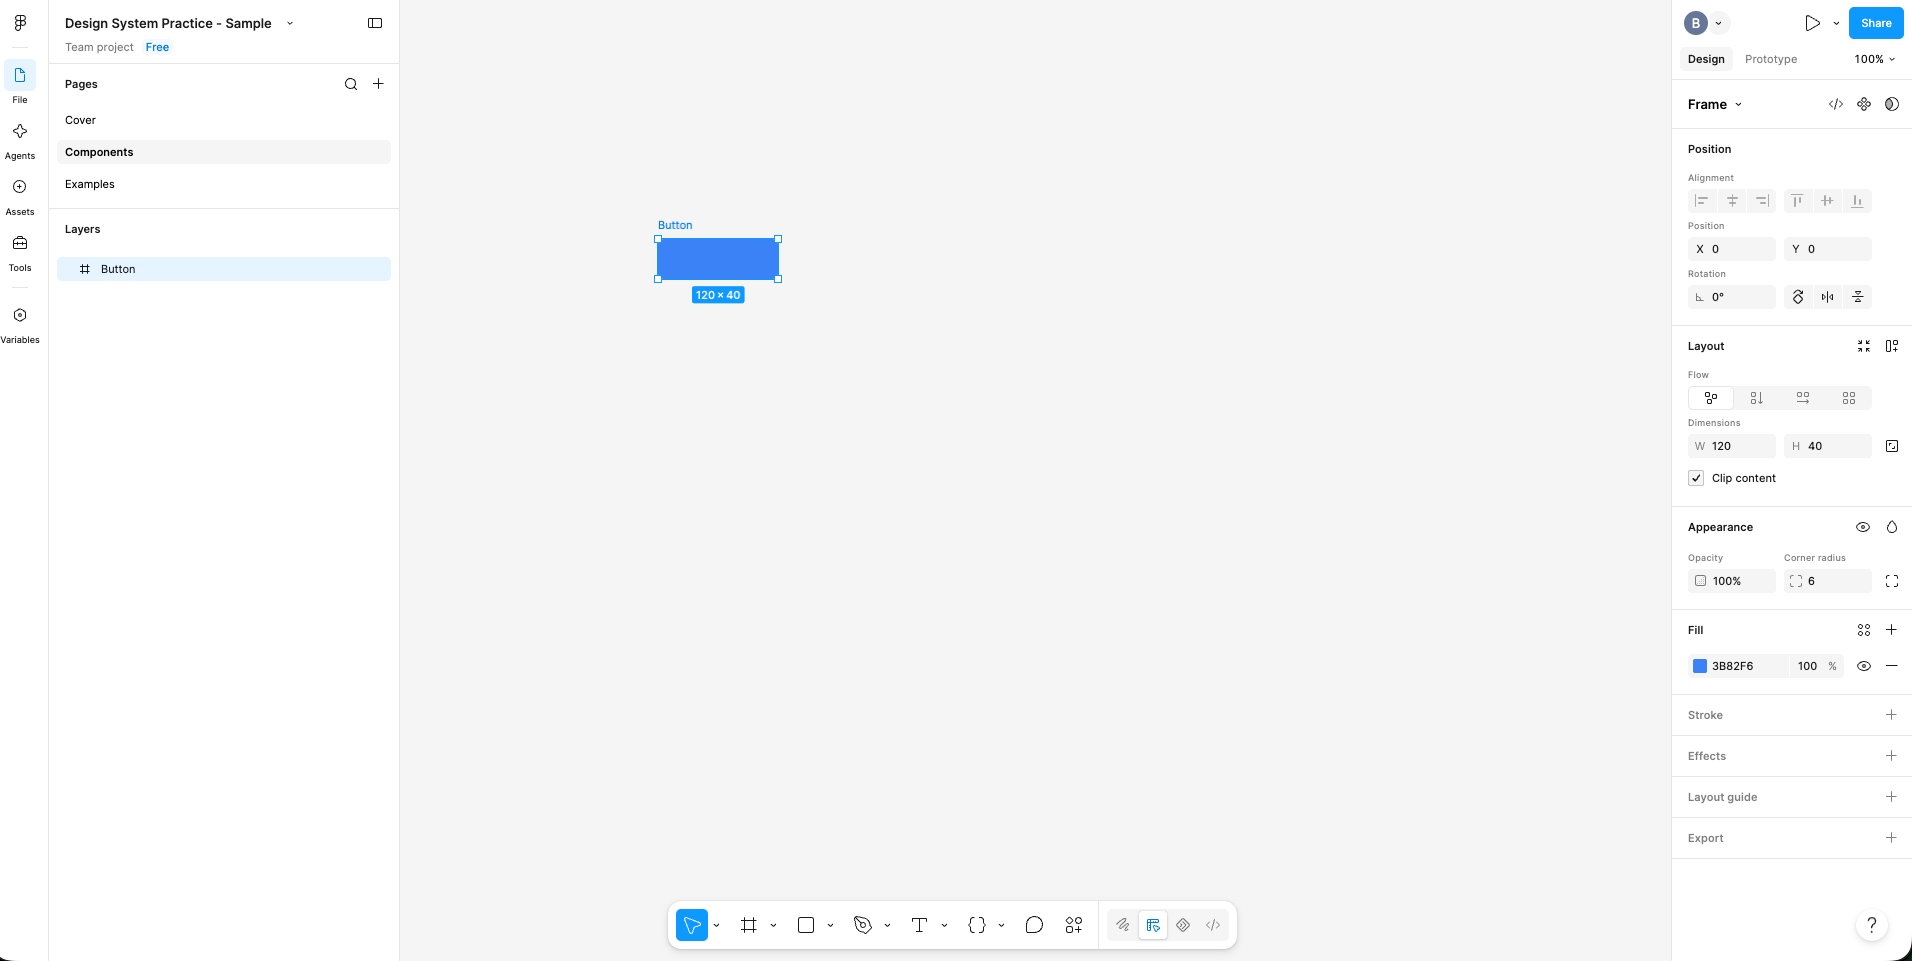 Design System Practice - Sample
Team project Free
File
Agents
Assets
Tools
Variables
Pages
Cover
Components
Examples
Layers
Button
Button
120 × 40
B
Share
Design Prototype 100%
Frame
Position
Alignment
Position
X 0 Y 0
Rotation
0°
Layout
Flow
Dimensions
W 120 H 40
Clip content
Appearance
Opacity Corner radius
100% 6
Fill
3B82F6 100 %
Stroke
Effects
Layout guide
Export
?